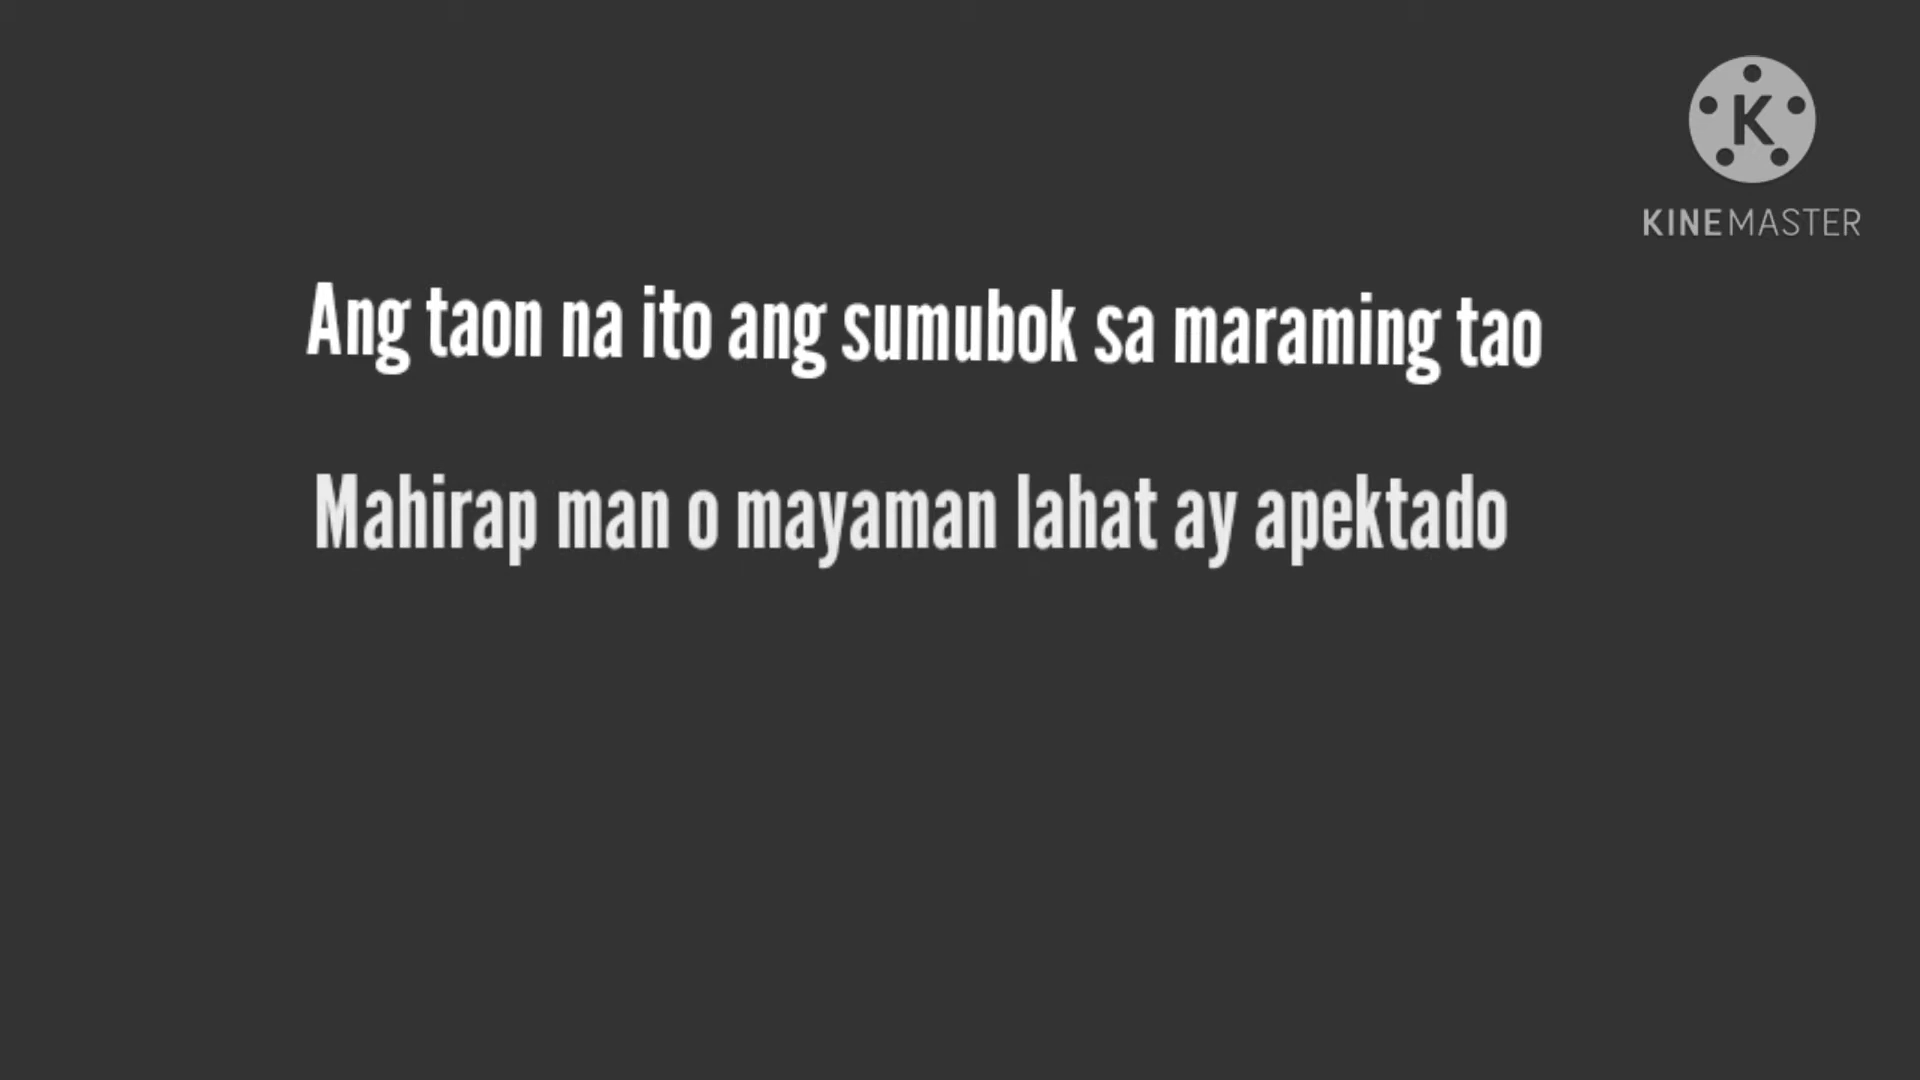 K
KINEMASTER
Ang taon na ito ang sumubok sa maraming tao
Mahirap man o mayaman lahat ay apektado